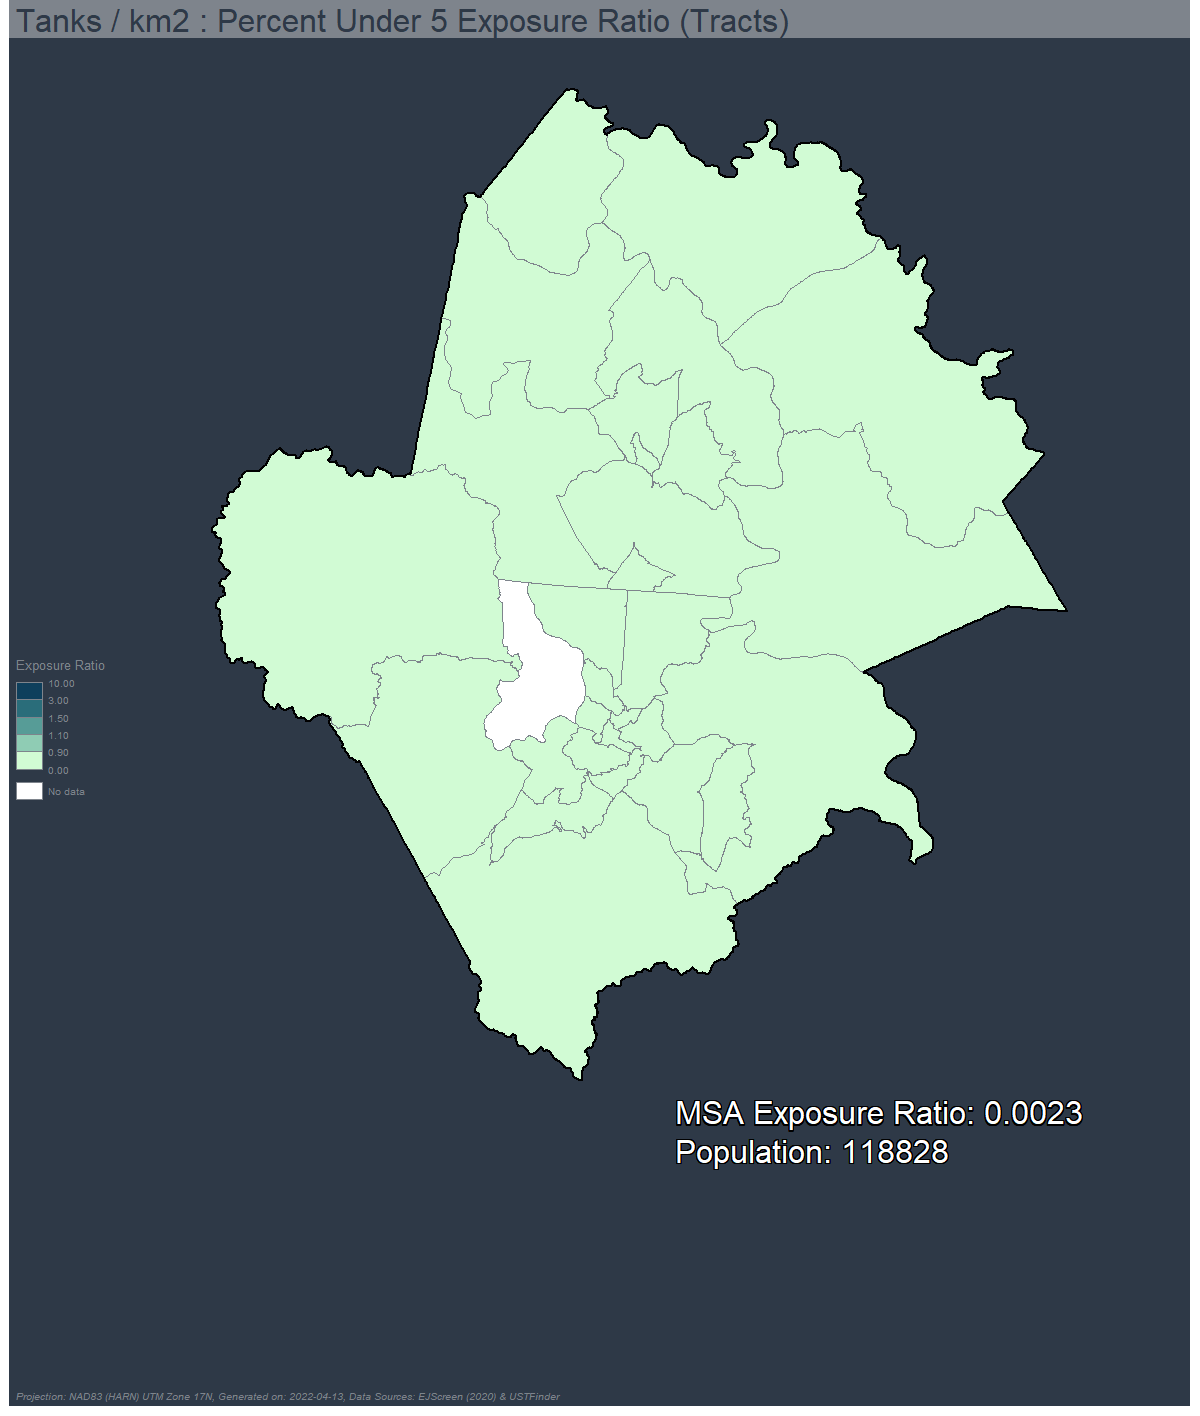 Tanks / km2 : Percent Under 5 Exposure Ratio (Tracts)
Exposure Ratio
10.00
3.00
1.50
1.10
0.90
0.00
No data
MSA Exposure Ratio: 0.0023
Population: 118828
Projection: NAD83 (HARN) UTM Zone 17N, Generated on: 2022-04-13, Data Sources: EJScreen (2020) & USTFinder